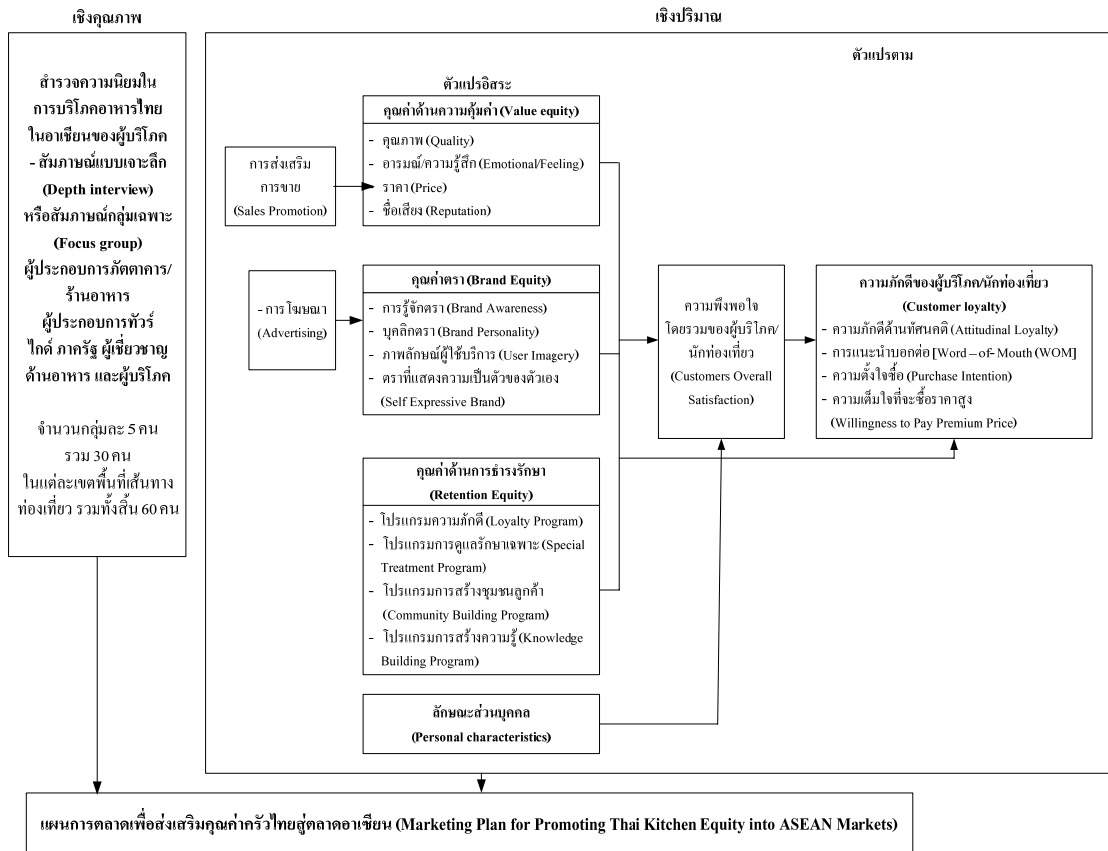 เชิงคุณภาพ
สำรวจความนิยมใน
การบริโภคอาหารไทย
ในอาเซียนของผู้บริโภค
- สัมภาษณ์แบบเจาะลึก
(Depth interview)
หรือสัมภาษณ์กลุ่มเฉพาะ
(Focus group)
ผู้ประกอบการภัตตาคาร/
ร้านอาหาร
ผู้ประกอบการทัวร์
ไกด์ ภาครัฐ ผู้เชี่ยวชาญ
ด้านอาหาร และผู้บริโภค
จำนวนกลุ่มละ 5 คน
รวม 30 คน
ในแต่ละเขตพื้นที่เส้นทาง
ท่องเที่ยว รวมทั้งสิ้น 60 คน
เชิงปริมาณ
ตัวแปรตาม
ตัวแปรอิสระ
การส่งเสริม
การขาย
(Sales Promotion)
คุณค่าด้านความคุ้มค่า (Value equity)
- คุณภาพ (Quality)
- อารมณ์/ความรู้สึก (Emotional/Feeling)
- ราคา (Price)
- ชื่อเสียง (Reputation)
- การโฆษณา
(Advertising)
คุณค่าตรา (Brand Equity)
- การรู้จักตรา (Brand Awareness)
- บุคลิกตรา (Brand Personality)
- ภาพลักษณ์ผู้ใช้บริการ (User Imagery)
- ตราที่แสดงความเป็นตัวของตัวเอง
(Self Expressive Brand)
คุณค่าด้านการธำรงรักษา
(Retention Equity)
- โปรแกรมความภักดี (Loyalty Program)
- โปรแกรมการดูแลรักษาเฉพาะ (Special
Treatment Program)
- โปรแกรมการสร้างชุมชนลูกค้า
(Community Building Program)
- โปรแกรมการสร้างความรู้ (Knowledge
Building Program)
ลักษณะส่วนบุคคล
(Personal characteristics)
ความพึงพอใจ
โดยรวมของผู้บริโภค/
นักท่องเที่ยว
(Customers Overall
Satisfaction)
ความภักดีของผู้บริโภค/นักท่องเที่ยว
(Customer loyalty)
- ความภักดีด้านทัศนคติ (Attitudinal Loyalty)
- การแนะนำบอกต่อ [Word – of- Mouth (WOM]
- ความตั้งใจซื้อ (Purchase Intention)
- ความเต็มใจที่จะซื้อราคาสูง
(Willingness to Pay Premium Price)
แผนการตลาดเพื่อส่งเสริมคุณค่าครัวไทยสู่ตลาดอาเซียน (Marketing Plan for Promoting Thai Kitchen Equity into ASEAN Markets)